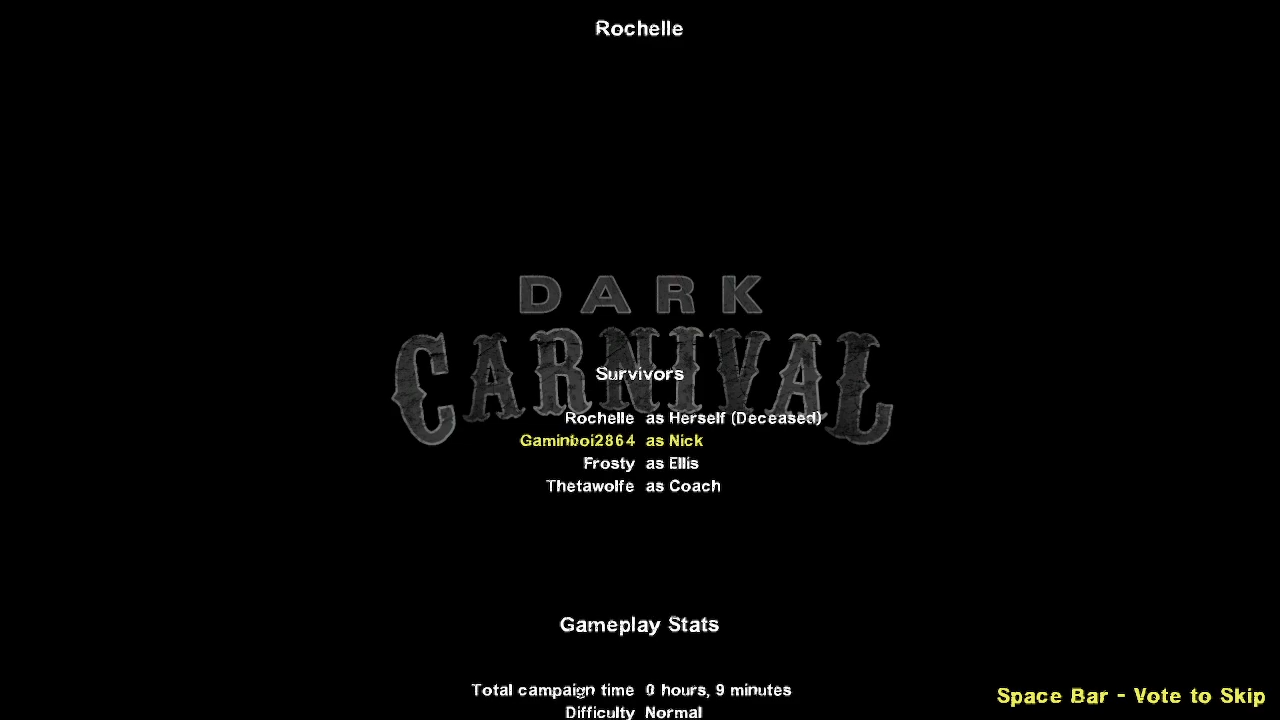 Rochelle
DARK
CARNIVAL
Survivors
Rochelle as Herself (Deceased)
Gaminboi2864 as Nick
Frosty as Ellis
Thetawolfe as Coach
Gameplay Stats
Total campaign time 0 hours, 9 minutes
Difficulty Normal
Space Bar - Vote to Skip